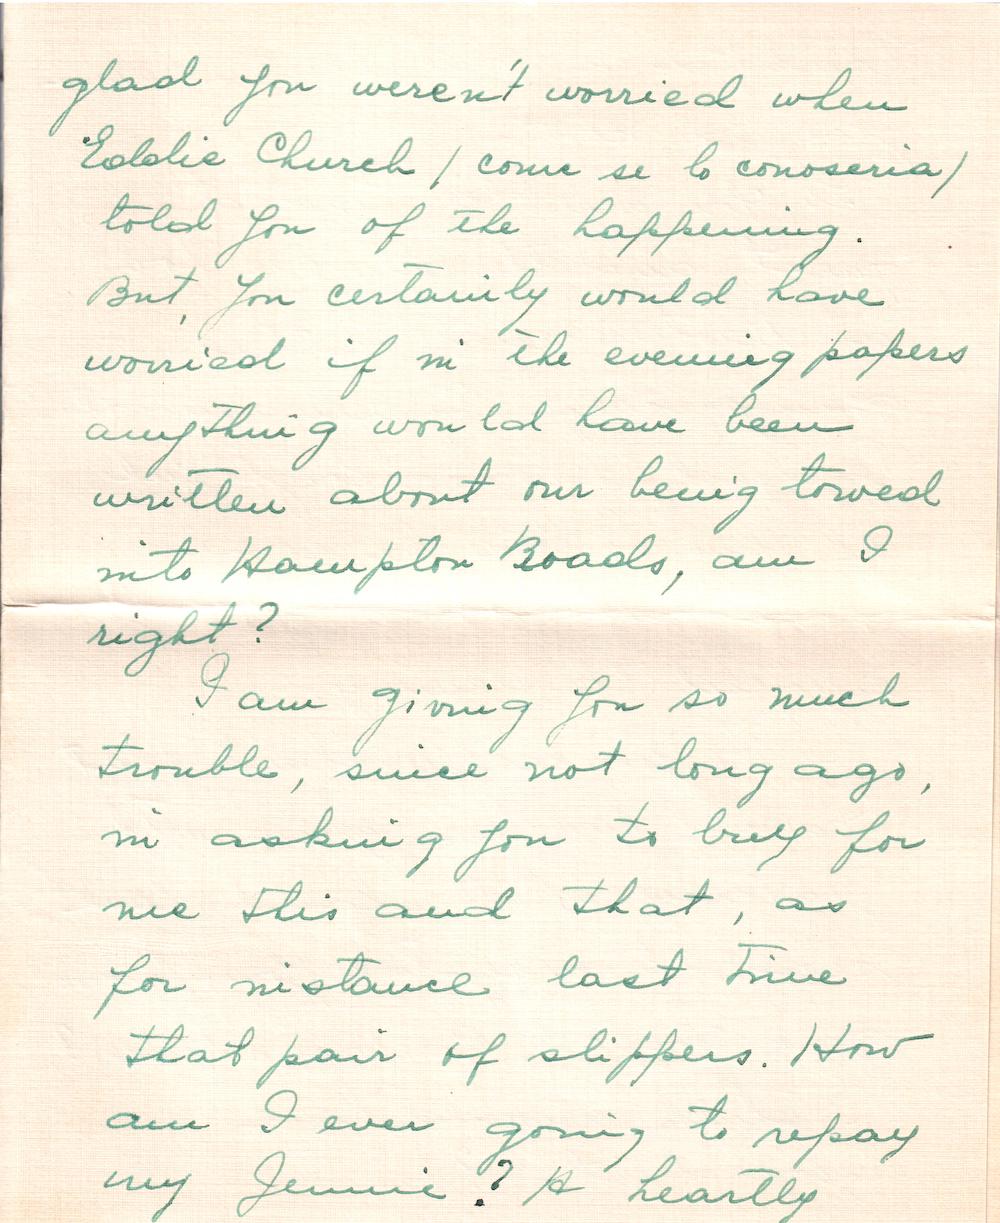 glad you weren't worried when
Eddie Church / come se lo conoseria /
told you of the happening.
But, you certainly would have
worried if in the evening papers
anything would have been
written about our being towed
into Hampton Roads, am I
right?
I am giving you so much
trouble, since not long ago,
in asking you to buy for
me this and that, as
for instance last time
that pair of slippers. How
am I ever going to repay
my Jennie? A heartly